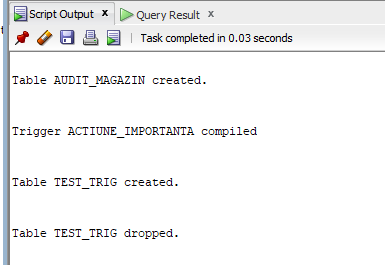 Script Output x
Query Result x
Task completed in 0.03 seconds
Table AUDIT_MAGAZIN created.
Trigger ACTIUNE_IMPORTANTA compiled
Table TEST_TRIG created.
Table TEST_TRIG dropped.